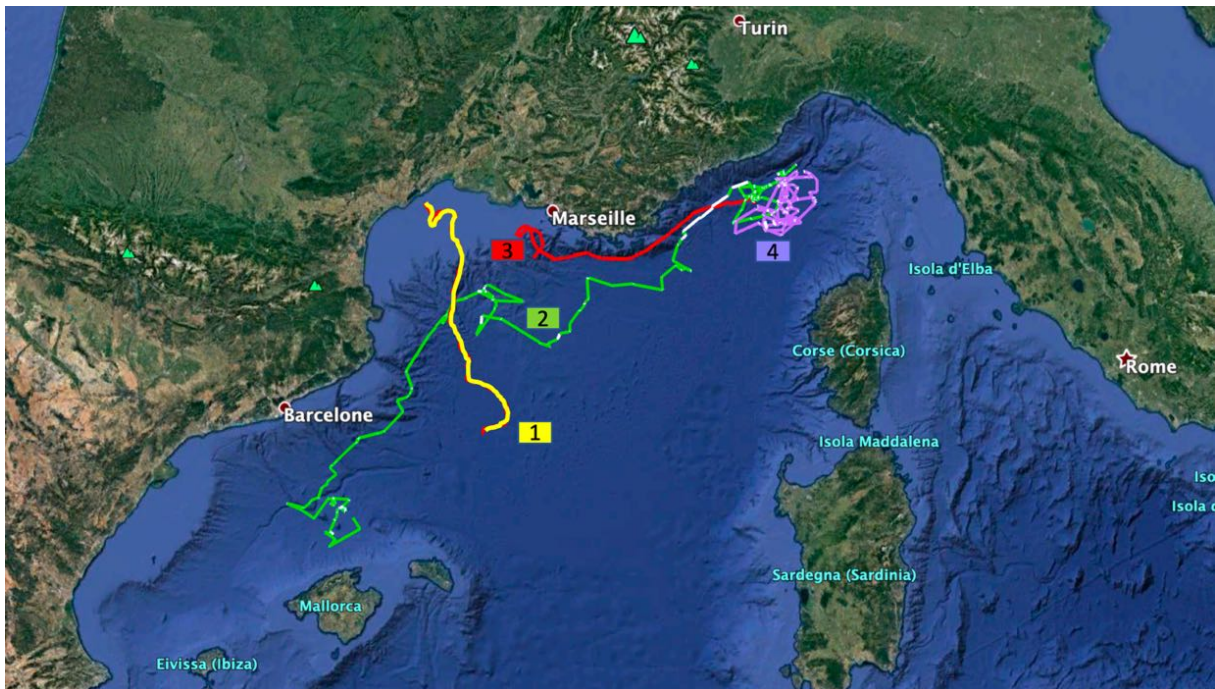 Turin
Marseille
3
4
Isola d'Elba
2
Corse (Corsica)
Rome
Barcelone
1
Isola Maddalena
Iso
Isola d
Sardegna (Sardinia)
Mallorca
Eivissa (Ibiza)